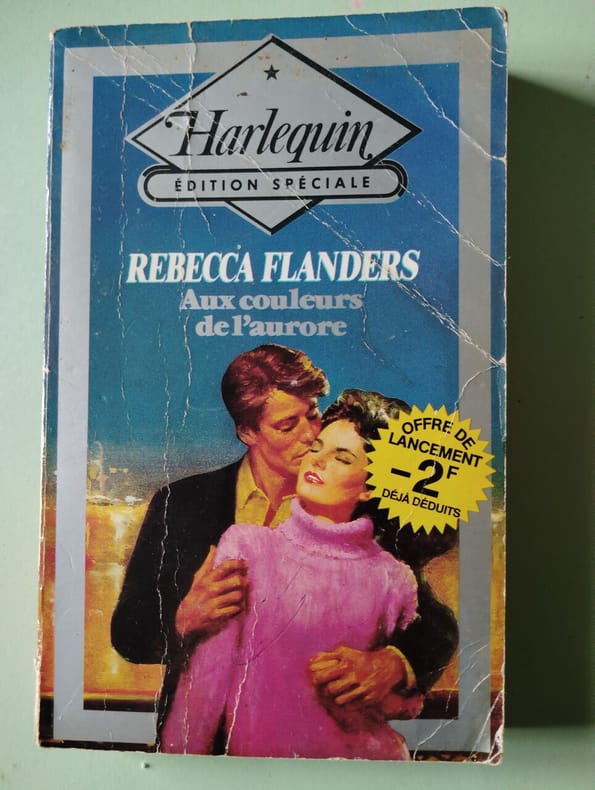 Harlequin
ÉDITION SPÉCIALE
REBECCA FLANDERS
Aux couleurs
de l'aurore
OFFRE DE
LANCEMENT
-2F
DÉJÀ DÉDUITS